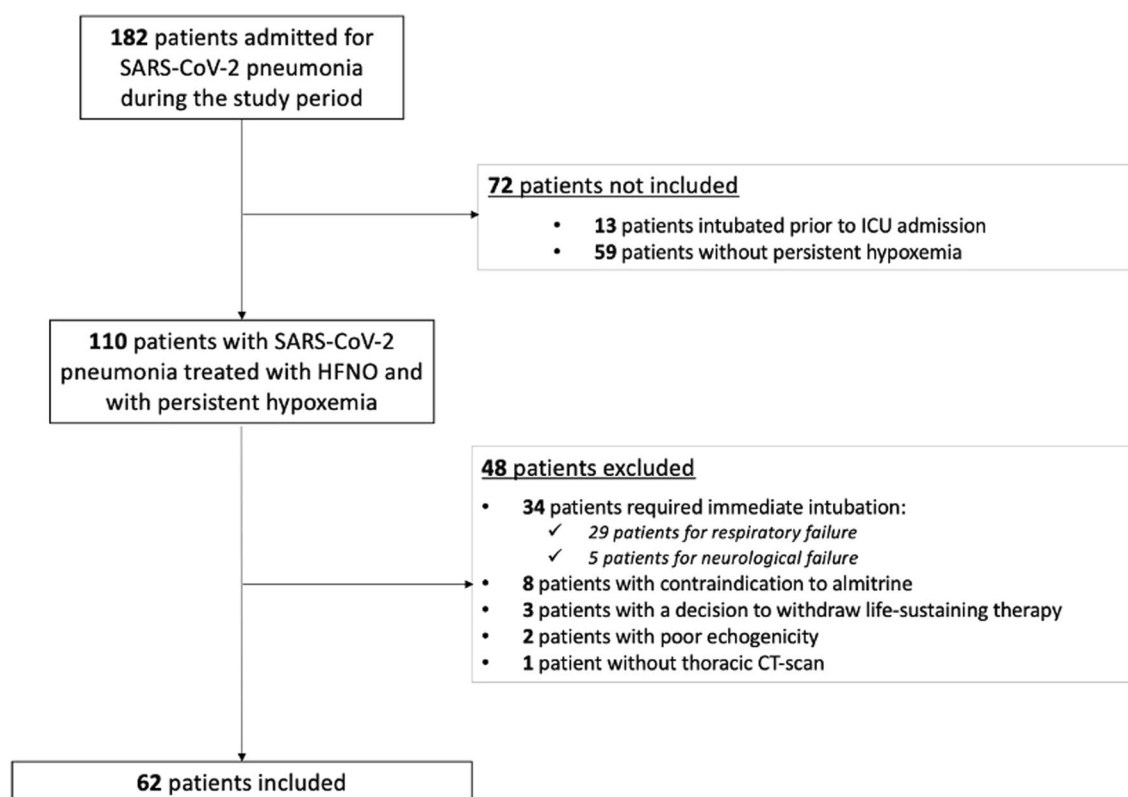 182 patients admitted for
SARS-CoV-2 pneumonia
during the study period
72 patients not included
• 13 patients intubated prior to ICU admission
• 59 patients without persistent hypoxemia
110 patients with SARS-CoV-2
pneumonia treated with HFNO and
with persistent hypoxemia
48 patients excluded
• 34 patients required immediate intubation:
✓ 29 patients for respiratory failure
✓ 5 patients for neurological failure
• 8 patients with contraindication to almitrine
• 3 patients with a decision to withdraw life-sustaining therapy
• 2 patients with poor echogenicity
• 1 patient without thoracic CT-scan
62 patients included